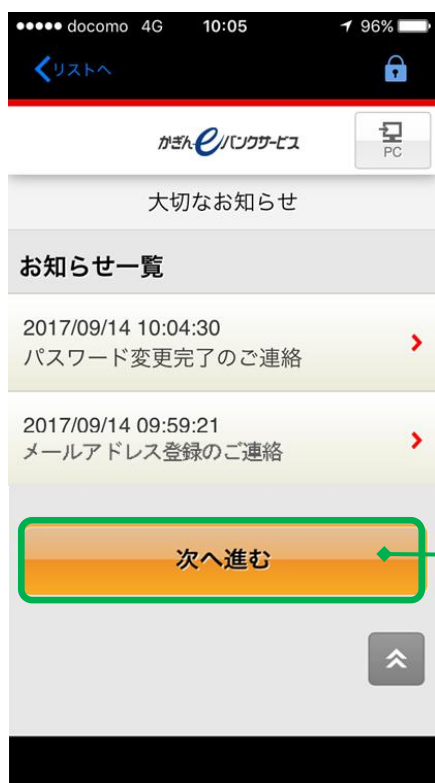 docomo 4G 10:05 96%
リストへ
かぎんeバンクサービス
PC
大切なお知らせ
お知らせ一覧
2017/09/14 10:04:30
パスワード変更完了のご連絡
2017/09/14 09:59:21
メールアドレス登録のご連絡
次へ進む